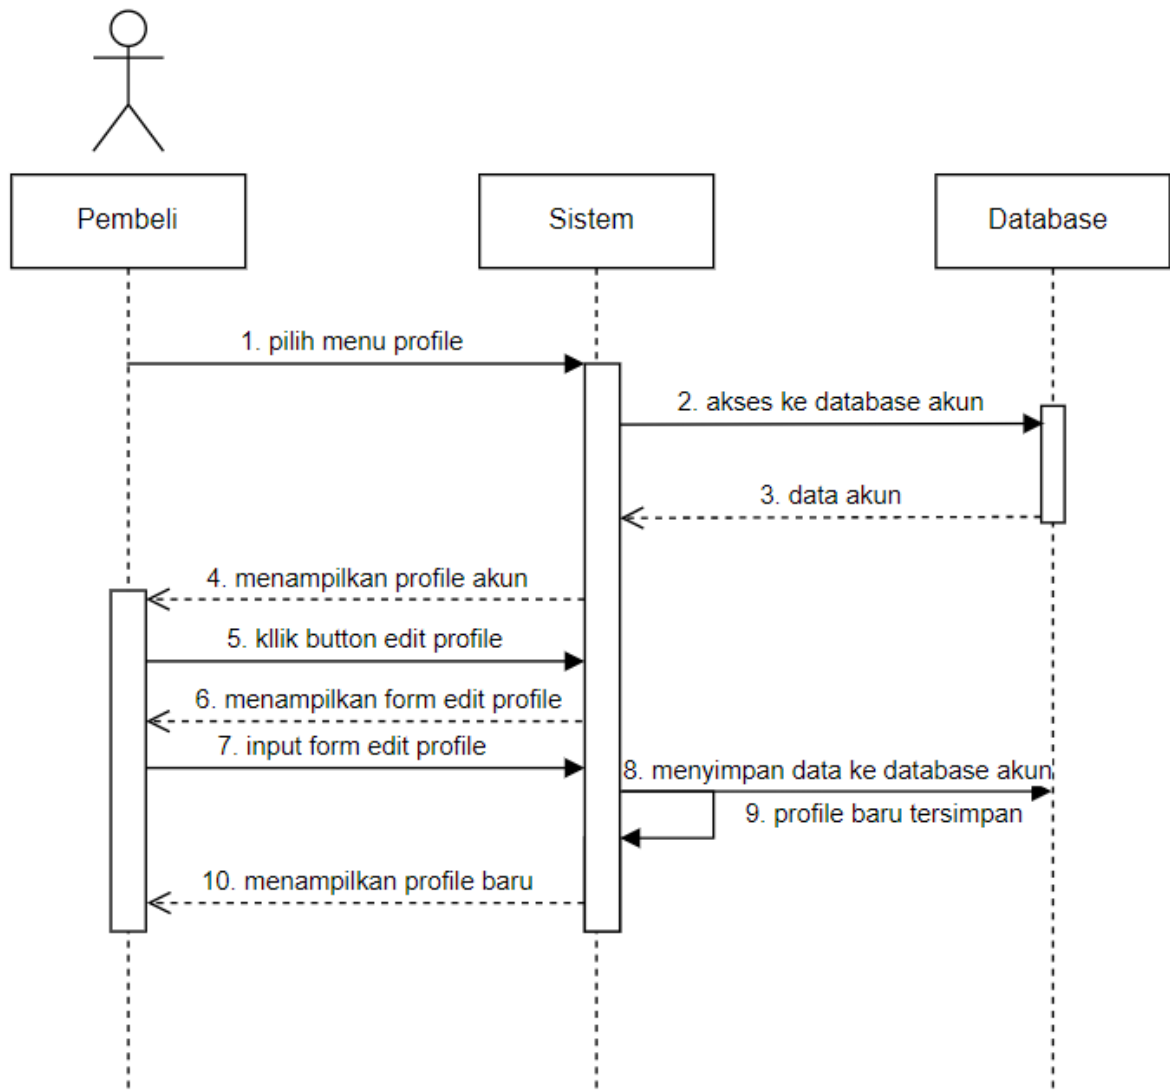 Pembeli
Sistem
Database
1. pilih menu profile
2. akses ke database akun
3. data akun
4. menampilkan profile akun
5. kllik button edit profile
6. menampilkan form edit profile
7. input form edit profile
8. menyimpan data ke database akun
9. profile baru tersimpan
10. menampilkan profile baru